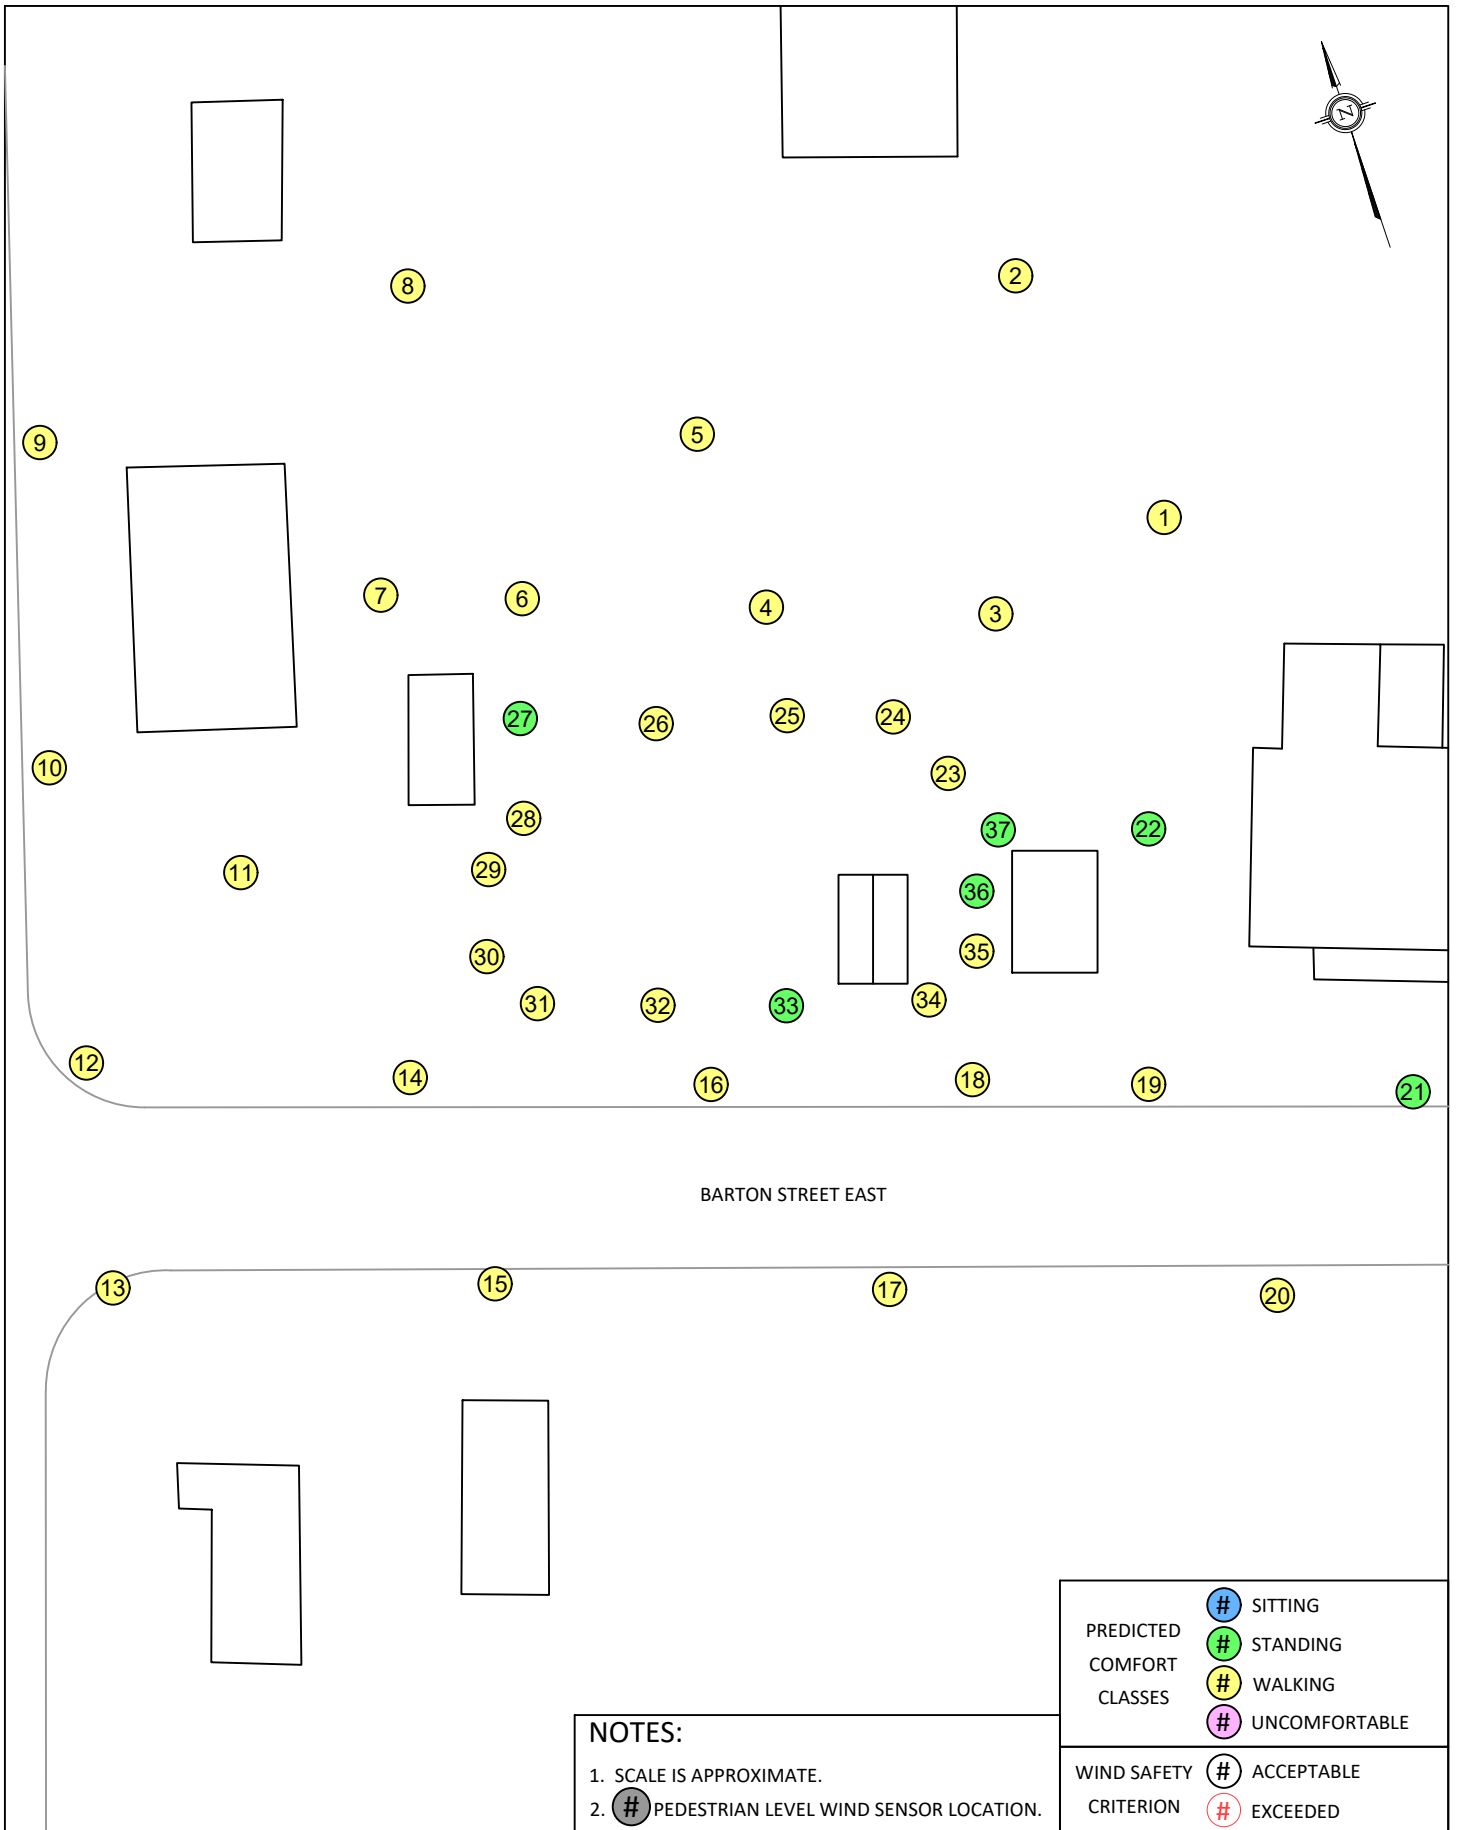 N
8
2
9
5
1
7
6
4
3
27
26
25
24
10
23
28
37
22
11
29
36
30
35
31
32
33
34
12
14
16
18
19
21
BARTON STREET EAST
13
15
17
20
PREDICTED
COMFORT
CLASSES
# SITTING
# STANDING
# WALKING
# UNCOMFORTABLE
NOTES:
1. SCALE IS APPROXIMATE.
2. # PEDESTRIAN LEVEL WIND SENSOR LOCATION.
WIND SAFETY
CRITERION
# ACCEPTABLE
# EXCEEDED